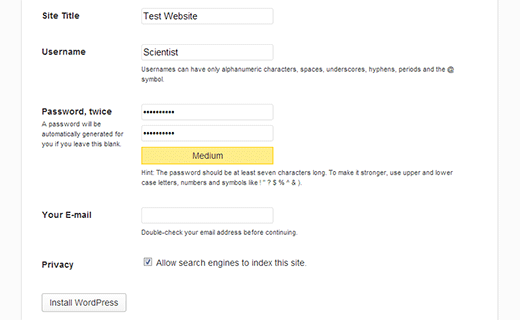 Site Title
Test Website
Username
Scientist
Usernames can have only alphanumeric characters, spaces, underscores, hyphens, periods and the @
symbol.
Password, twice
••••••••••
A password will be
automatically generated for
you if you leave this blank.
••••••••••
Medium
Hint: The password should be at least seven characters long. To make it stronger, use upper and lower
case letters, numbers and symbols like ! " ? $ % ^ & ).
Your E-mail
Double-check your email address before continuing.
Privacy
Allow search engines to index this site.
Install WordPress